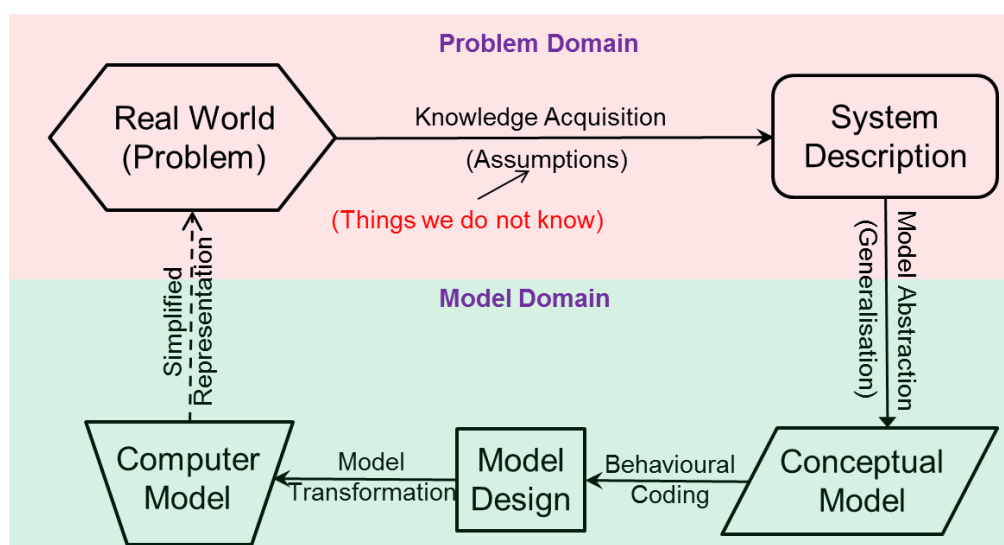 Problem Domain
Real World
(Problem)
Knowledge Acquisition
(Assumptions)
(Things we do not know)
System
Description
Model Abstraction
(Generalisation)
Model Domain
Simplified
Representation
Computer
Model
Model
Transformation
Model
Design
Behavioural
Coding
Conceptual
Model